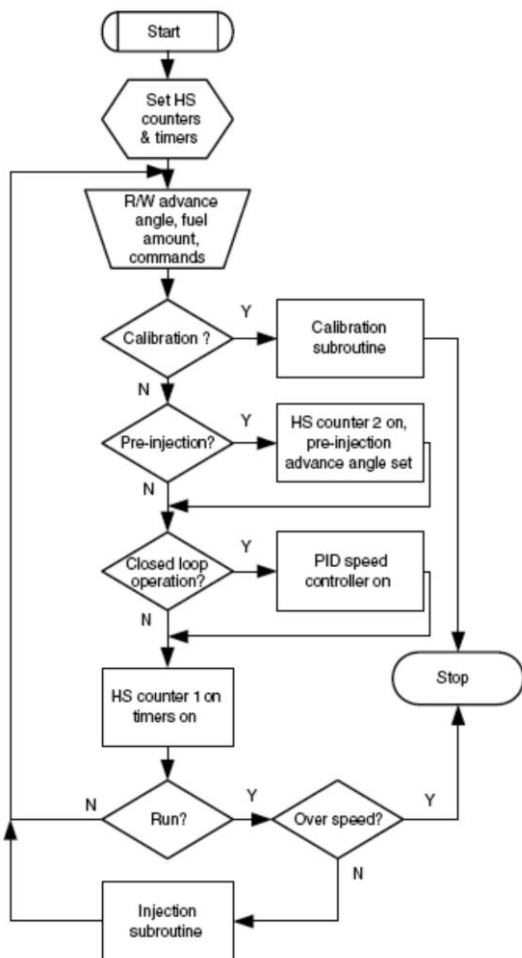 Start
Set HS
counters
& timers
R/W advance
angle, fuel
amount,
commands
Calibration ?
Y
Calibration
subroutine
N
Pre-injection?
Y
HS counter 2 on,
pre-injection
advance angle set
N
Closed loop
operation?
Y
PID speed
controller on
N
HS counter 1 on
timers on
Stop
N
Run?
Y
Over speed?
Y
N
Injection
subroutine